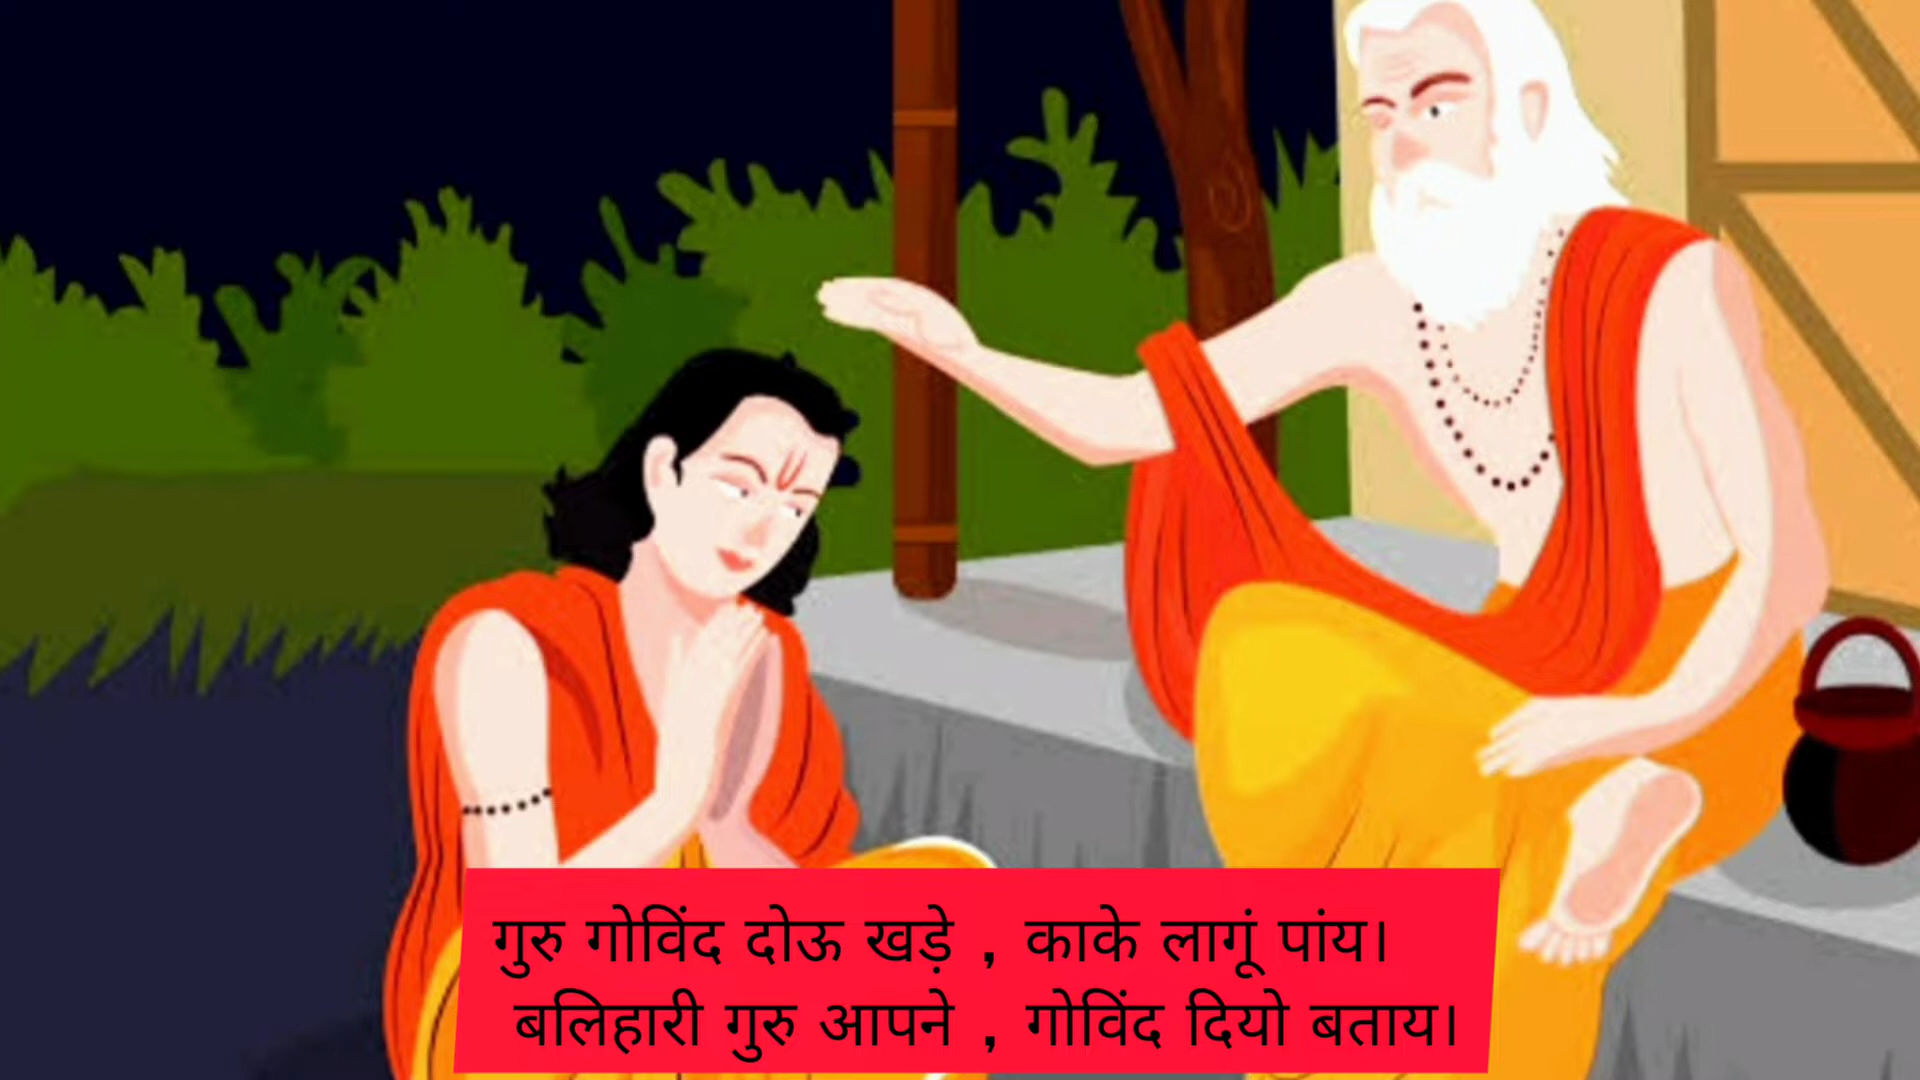 गुरु गोविंद दोऊ खड़े , काके लागूं पांय।
बलिहारी गुरु आपने , गोविंद दियो बताय।